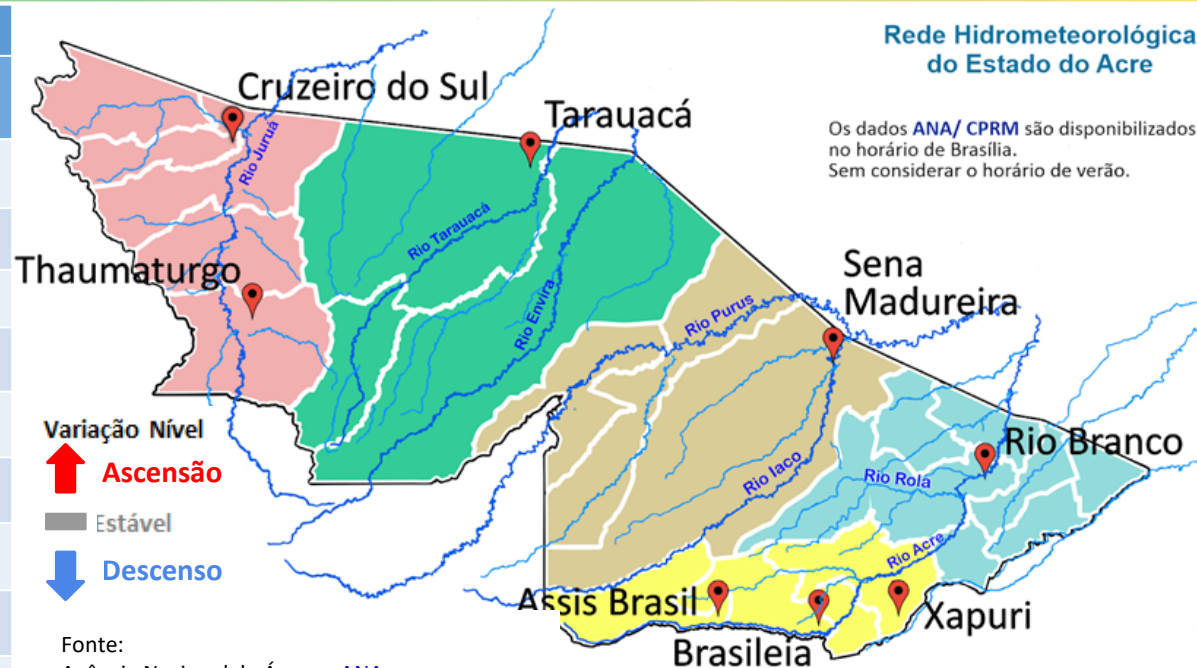 Rede Hidrometeorológica
do Estado do Acre
Os dados ANA/ CPRM são disponibilizados
no horário de Brasília.
Sem considerar o horário de verão.
Cruzeiro do Sul
Tarauacá
Rio Juruá
Rio Tarauacá
Thaumaturgo
Rio Envira
Sena
Madureira
Rio Purus
Variação Nível
Ascensão
Estável
Descenso
Rio Branco
Rio Iaco
Rio Rola
Rio Acre
Assis Brasil
Xapuri
Brasileia
Fonte: